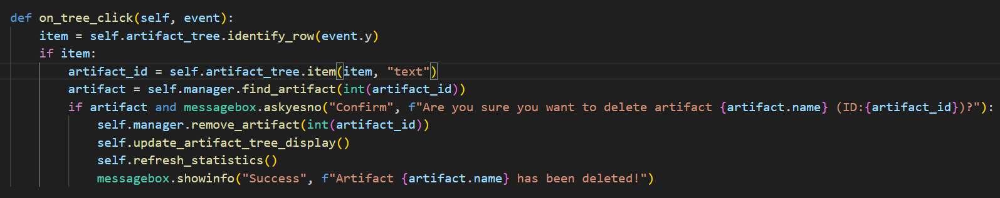 def on_tree_click(self, event):
    item = self.artifact_tree.identify_row(event.y)
    if item:
        artifact_id = self.artifact_tree.item(item, "text")
        artifact = self.manager.find_artifact(int(artifact_id))
        if artifact and messagebox.askyesno("Confirm", f"Are you sure you want to delete artifact {artifact.name} (ID:{artifact_id})?"):
            self.manager.remove_artifact(int(artifact_id))
            self.update_artifact_tree_display()
            self.refresh_statistics()
            messagebox.showinfo("Success", f"Artifact {artifact.name} has been deleted!")